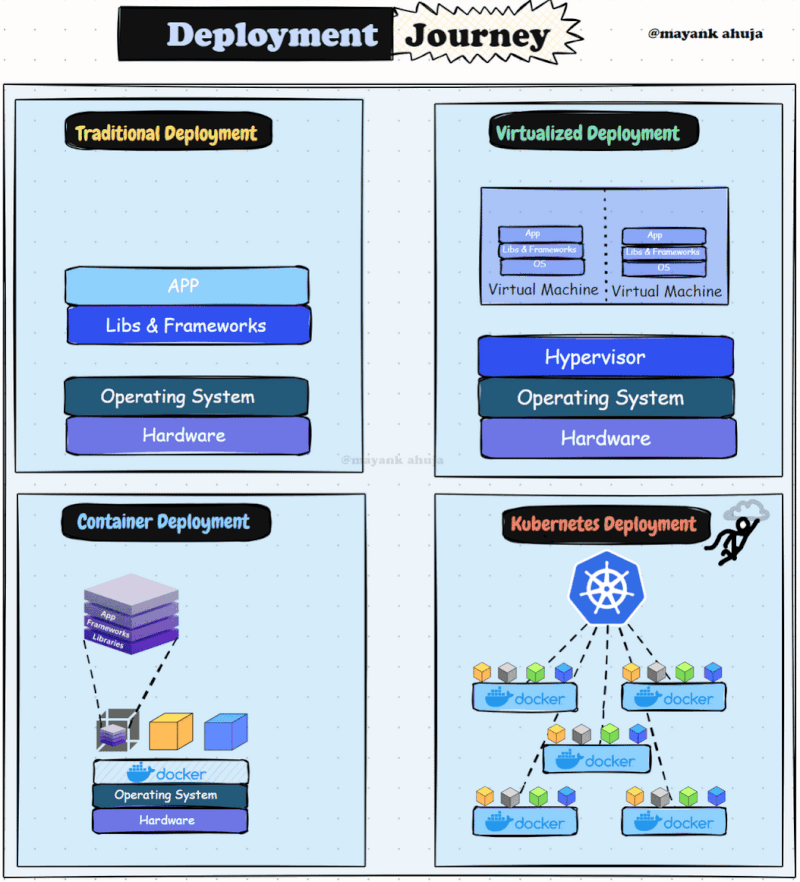 Deployment Journey
@mayank ahuja
Traditional Deployment
APP
Libs & Frameworks
Operating System
Hardware
Virtualized Deployment
App
Libs & Frameworks
OS
Virtual Machine
App
Libs & Frameworks
OS
Virtual Machine
Hypervisor
Operating System
Hardware
@mayank ahuja
Container Deployment
App
Frameworks
Libraries
docker
Operating System
Hardware
Kubernetes Deployment
docker
docker
docker
docker
docker